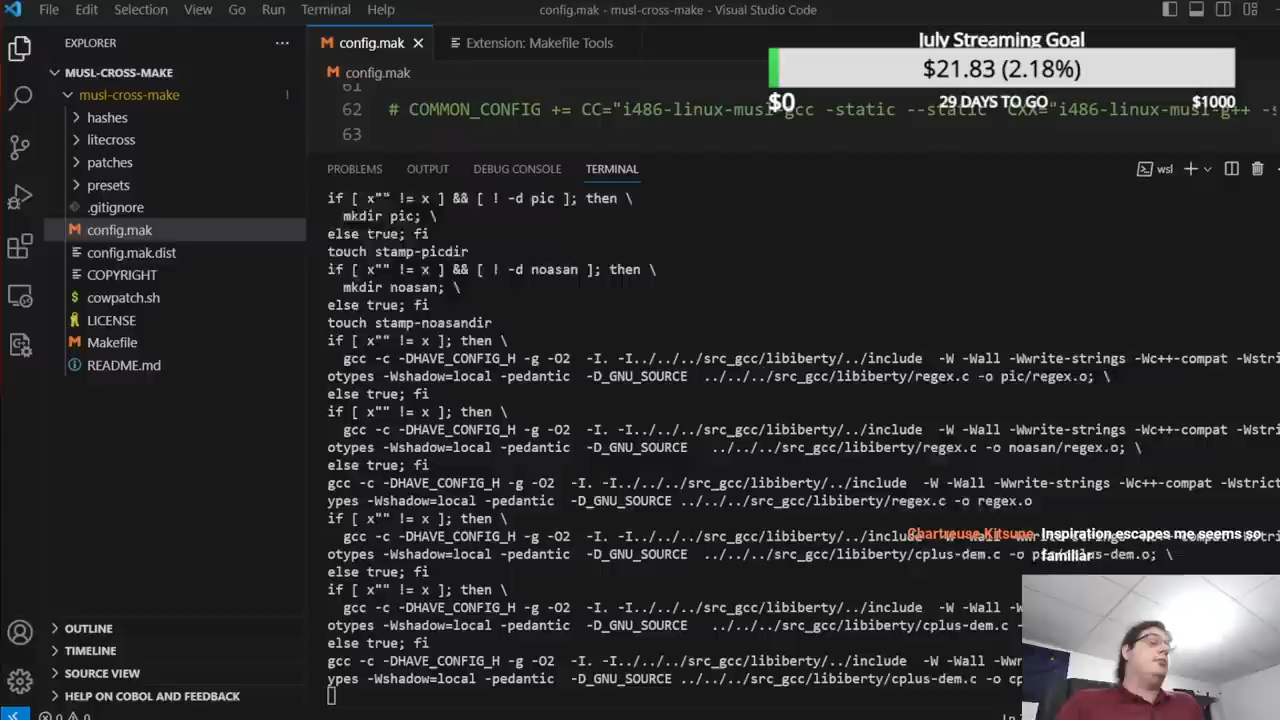 File Edit Selection View Go Run Terminal Help
config.mak - musl-cross-make - Visual Studio Code
EXPLORER
config.mak
Extension: Makefile Tools
July Streaming Goal
$21.83 (2.18%)
$0
29 DAYS TO GO
$1000
MUSL-CROSS-MAKE
musl-cross-make !
hashes
litecross
patches
presets
.gitignore
config.mak
config.mak.dist
COPYRIGHT
cowpatch.sh
LICENSE
Makefile
README.md
OUTLINE
TIMELINE
SOURCE VIEW
HELP ON COBOL AND FEEDBACK
config.mak
61
62 # COMMON_CONFIG += CC="i486-linux-musl-gcc -static --static" CXX="i486-linux-musl-g++ -s
63
PROBLEMS OUTPUT DEBUG CONSOLE TERMINAL
wsl
if [ x"" != x ] && [ ! -d pic ]; then \
mkdir pic; \
else true; fi
touch stamp-picdir
if [ x"" != x ] && [ ! -d noasan ]; then \
mkdir noasan; \
else true; fi
touch stamp-noasandir
if [ x"" != x ]; then \
gcc -c -DHAVE_CONFIG_H -g -O2 -I. -I../../../src_gcc/libiberty/../include -W -Wall -Wwrite-strings -Wc++-compat -Wstri
otypes -Wshadow=local -pedantic -D_GNU_SOURCE ../../../src_gcc/libiberty/regex.c -o pic/regex.o; \
else true; fi
if [ x"" != x ]; then \
gcc -c -DHAVE_CONFIG_H -g -O2 -I. -I../../../src_gcc/libiberty/../include -W -Wall -Wwrite-strings -Wc++-compat -Wstri
otypes -Wshadow=local -pedantic -D_GNU_SOURCE ../../../src_gcc/libiberty/regex.c -o noasan/regex.o; \
else true; fi
gcc -c -DHAVE_CONFIG_H -g -O2 -I. -I../../../src_gcc/libiberty/../include -W -Wall -Wwrite-strings -Wc++-compat -Wstrict
ypes -Wshadow=local -pedantic -D_GNU_SOURCE ../../../src_gcc/libiberty/regex.c -o regex.o
if [ x"" != x ]; then \
gcc -c -DHAVE_CONFIG_H -g -O2 -I. -I../../../src_gcc/libiberty/../include
otypes -Wshadow=local -pedantic -D_GNU_SOURCE ../../../src_gcc/libiberty/cplus-dem.c -o
Chartreuse Kitsune Inspiration escapes me seems so
familiar
else true; fi
if [ x"" != x ]; then \
gcc -c -DHAVE_CONFIG_H -g -O2 -I. -I../../../src_gcc/libiberty/../include -W -Wall -W
otypes -Wshadow=local -pedantic -D_GNU_SOURCE ../../../src_gcc/libiberty/cplus-dem.c -
else true; fi
gcc -c -DHAVE_CONFIG_H -g -O2 -I. -I../../../src_gcc/libiberty/../include -W -Wall -Wwr
ypes -Wshadow=local -pedantic -D_GNU_SOURCE ../../../src_gcc/libiberty/cplus-dem.c -o cp